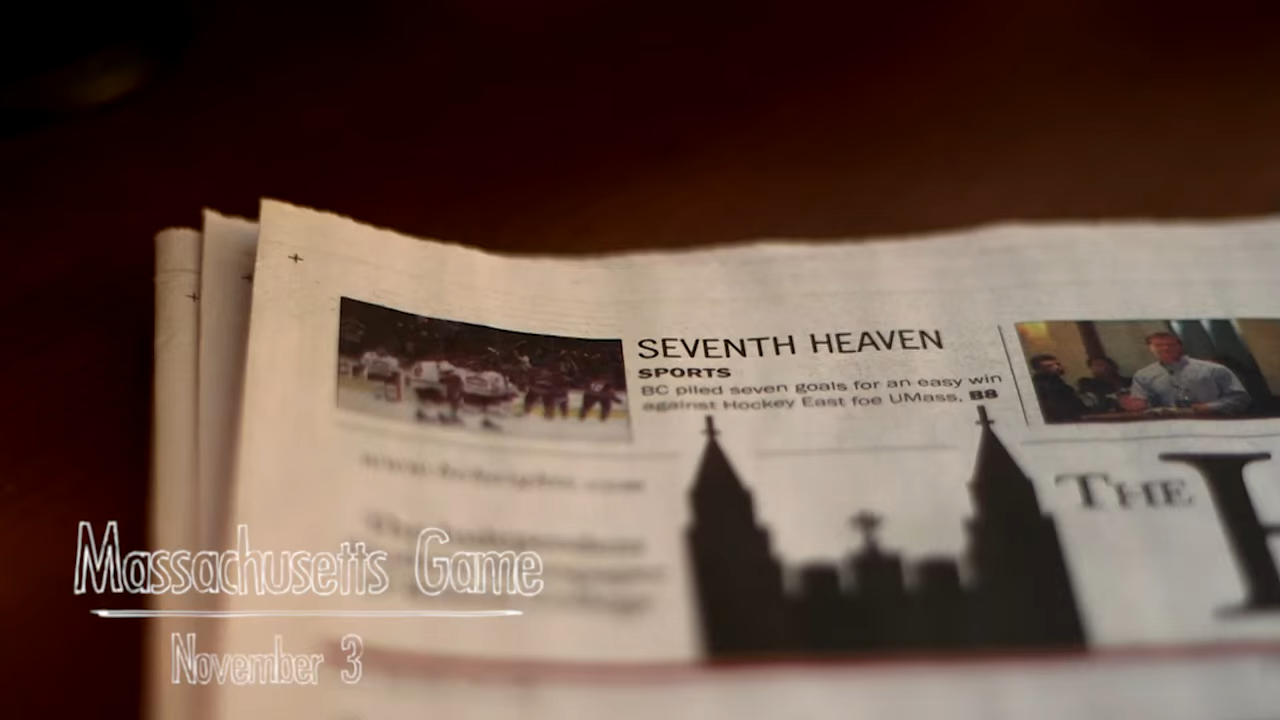 SEVENTH HEAVEN
SPORTS
BC piled seven goals for an easy win
against Hockey East foe UMass. B8
THE H
Massachusetts Game
November 3